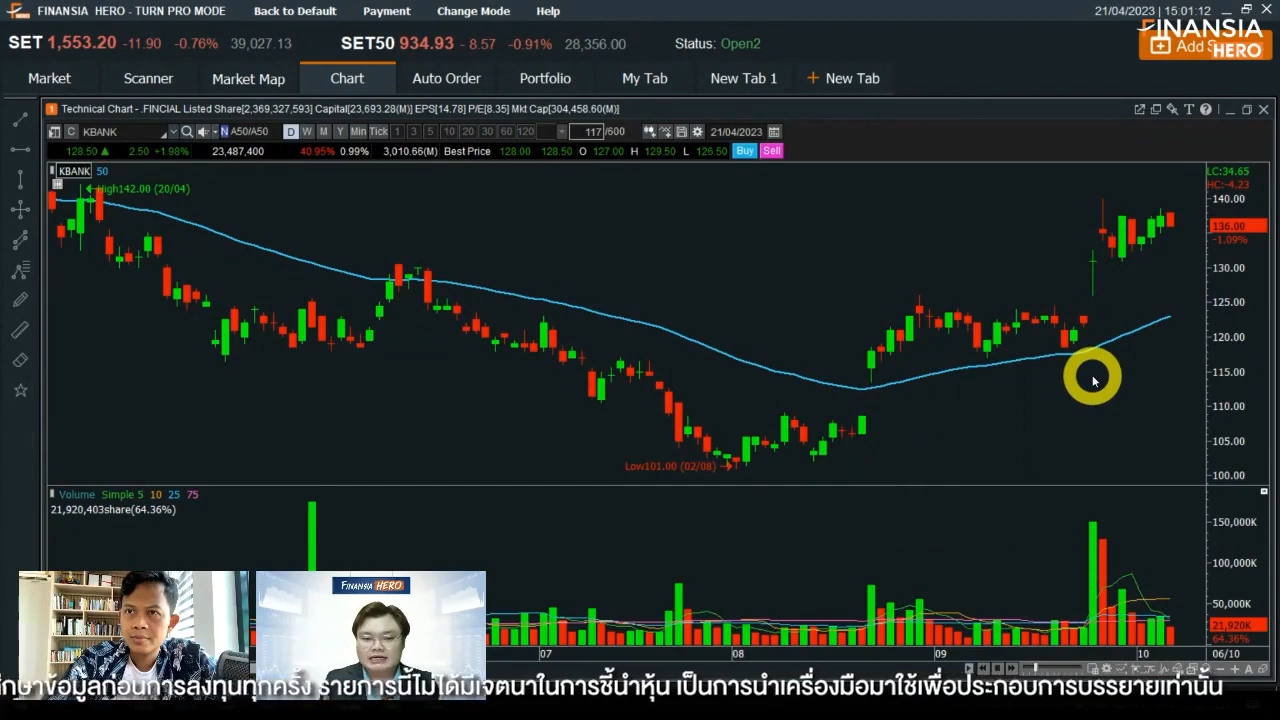 FINANSIA HERO - TURN PRO MODE Back to Default Payment Change Mode Help 21/04/2023 | 15:01:12
SET 1,553.20 -11.90 -0.76% 39,027.13 SET50 934.93 - 8.57 -0.91% 28,356.00 Status: Open2
FINANSIA
HERO
Market Scanner Market Map Chart Auto Order Portfolio My Tab New Tab 1 + New Tab
1 Technical Chart - .FINCIAL Listed Share[2,369,327,593] Capital[23,693.28(M)] EPS[14.78] P/E[8.35] Mkt Cap[304,458.60(M)]
C KBANK N A50/A50 D W M Y Min Tick 1 3 5 10 20 30 60 120 117 /600 21/04/2023
128.50 ▲ 2.50 +1.98% 23,487,400 40.95% 0.99% 3,010.66(M) Best Price 128.00 128.50 O 127.00 H 129.50 L 126.50 Buy Sell
KBANK 50
LC:34.65
HC:-4.23
High142.00 (20/04)
140.00
136.00
-1.09%
130.00
125.00
120.00
115.00
110.00
105.00
Low101.00 (02/08)
100.00
Volume Simple 5 10 25 75
21,920,403share(64.36%)
150,000K
100,000K
50,000K
21,920K
64.36%
FINANSIA HERO
07 08 09 10 06/10
ข้อมูลก่อนการลงทุนทุกครั้ง รายการนี้ไม่ได้มีเจตนาในการชี้นำหุ้น เป็นการนำเครื่องมือมาใช้เพื่อประกอบการบรรยายเท่านั้น